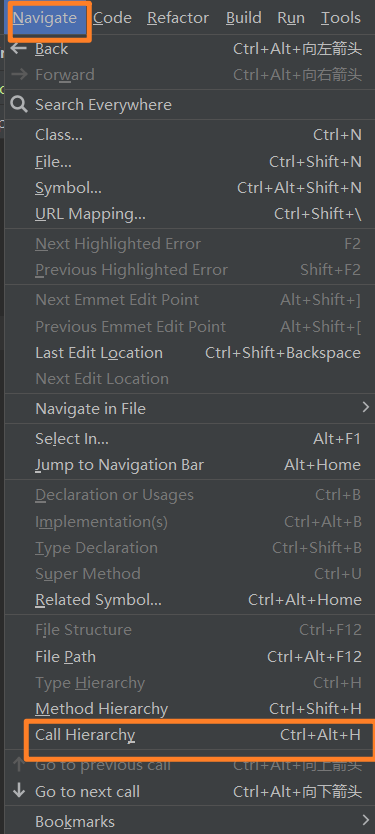 Navigate Code Refactor Build Run Tools
Back Ctrl+Alt+向左箭头
Forward Ctrl+Alt+向右箭头
Search Everywhere
Class... Ctrl+N
File... Ctrl+Shift+N
Symbol... Ctrl+Alt+Shift+N
URL Mapping... Ctrl+Shift+\
Next Highlighted Error F2
Previous Highlighted Error Shift+F2
Next Emmet Edit Point Alt+Shift+]
Previous Emmet Edit Point Alt+Shift+[
Last Edit Location Ctrl+Shift+Backspace
Next Edit Location
Navigate in File
Select In... Alt+F1
Jump to Navigation Bar Alt+Home
Declaration or Usages Ctrl+B
Implementation(s) Ctrl+Alt+B
Type Declaration Ctrl+Shift+B
Super Method Ctrl+U
Related Symbol... Ctrl+Alt+Home
File Structure Ctrl+F12
File Path Ctrl+Alt+F12
Type Hierarchy Ctrl+H
Method Hierarchy Ctrl+Shift+H
Call Hierarchy Ctrl+Alt+H
Go to previous call Ctrl+Alt+向上箭头
Go to next call Ctrl+Alt+向下箭头
Bookmarks